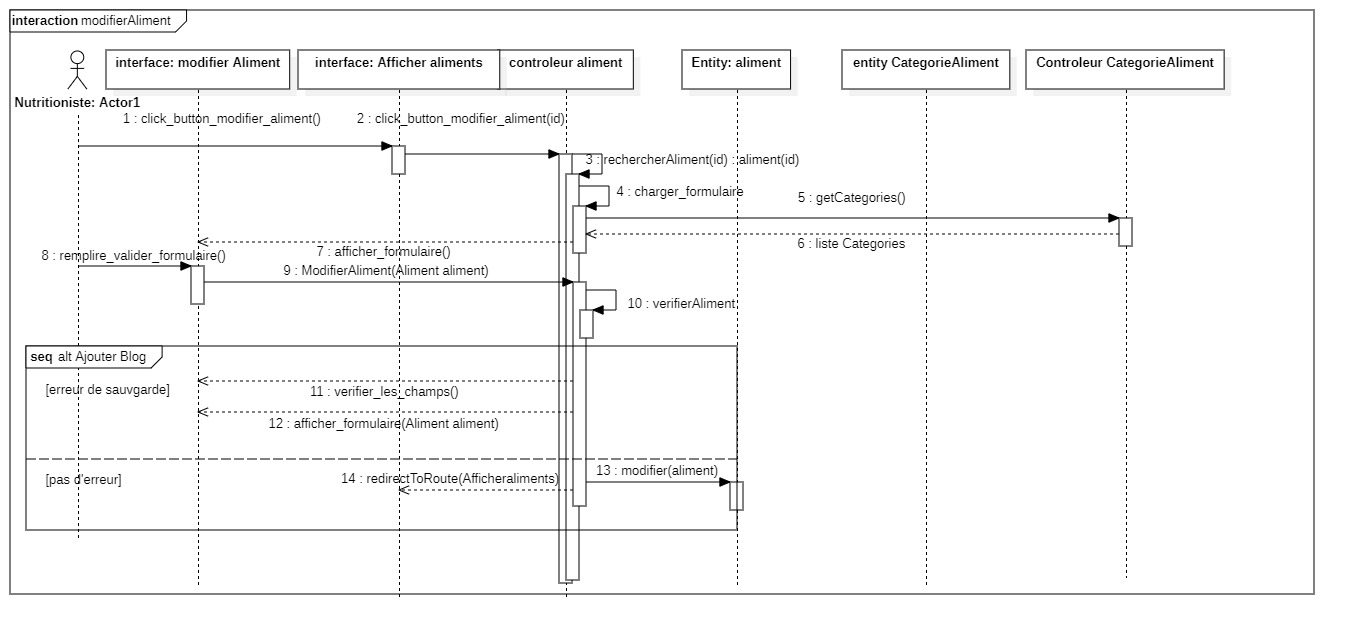 interaction modifierAliment
interface: modifier Aliment
interface: Afficher aliments
controleur aliment
Entity: aliment
entity CategorieAliment
Controleur CategorieAliment
Nutritioniste: Actor1
1 : click_button_modifier_aliment()
2 : click_button_modifier_aliment(id)
3 : rechercherAliment(id) : aliment(id)
4 : charger_formulaire
5 : getCategories()
6 : liste Categories
7 : afficher_formulaire()
8 : remplire_valider_formulaire()
9 : ModifierAliment(Aliment aliment)
10 : verifierAliment
seq alt Ajouter Blog
[erreur de sauvgarde]
11 : verifier_les_champs()
12 : afficher_formulaire(Aliment aliment)
13 : modifier(aliment)
[pas d'erreur]
14 : redirectToRoute(Afficheraliments)